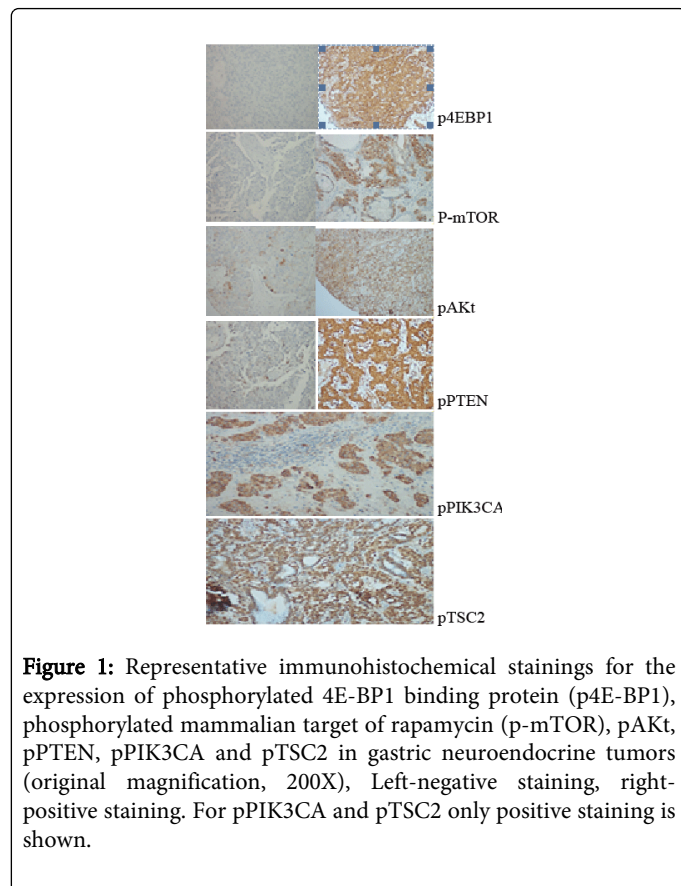 p4EBP1
P-mTOR
pAKt
pPTEN
pPIK3CA
pTSC2
Figure 1: Representative immunohistochemical stainings for the
expression of phosphorylated 4E-BP1 binding protein (p4E-BP1),
phosphorylated mammalian target of rapamycin (p-mTOR), pAKt,
pPTEN, pPIK3CA and pTSC2 in gastric neuroendocrine tumors
(original magnification, 200X), Left-negative staining, right-
positive staining. For pPIK3CA and pTSC2 only positive staining is
shown.